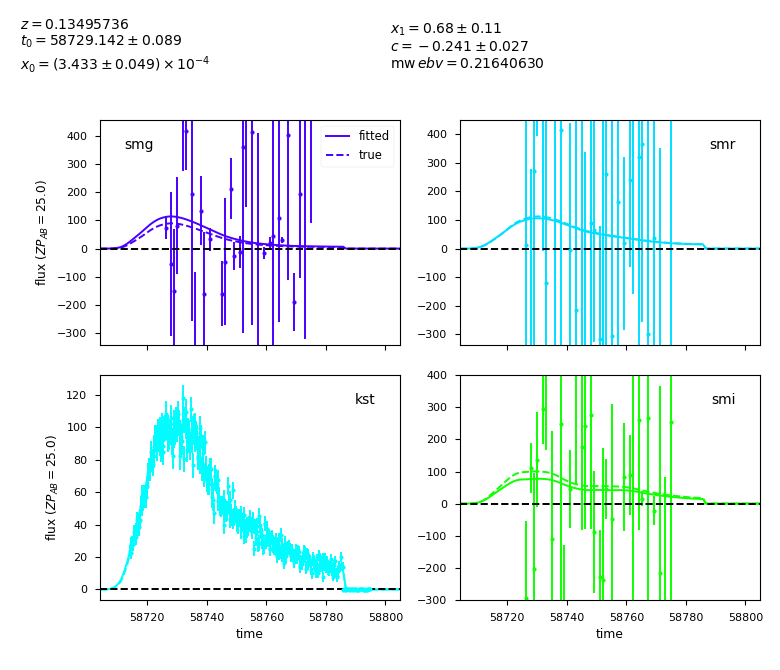 z = 0.13495736
t0 = 58729.142 ± 0.089
x0 = (3.433 ± 0.049) × 10^−4
x1 = 0.68 ± 0.11
c = −0.241 ± 0.027
mw ebv = 0.21640630
smg
fitted
true
flux (ZP_AB = 25.0)
400
300
200
100
0
−100
−200
−300
smr
400
300
200
100
0
−100
−200
−300
kst
flux (ZP_AB = 25.0)
120
100
80
60
40
20
0
58720 58740 58760 58780 58800
time
smi
400
300
200
100
0
−100
−200
−300
58720 58740 58760 58780 58800
time